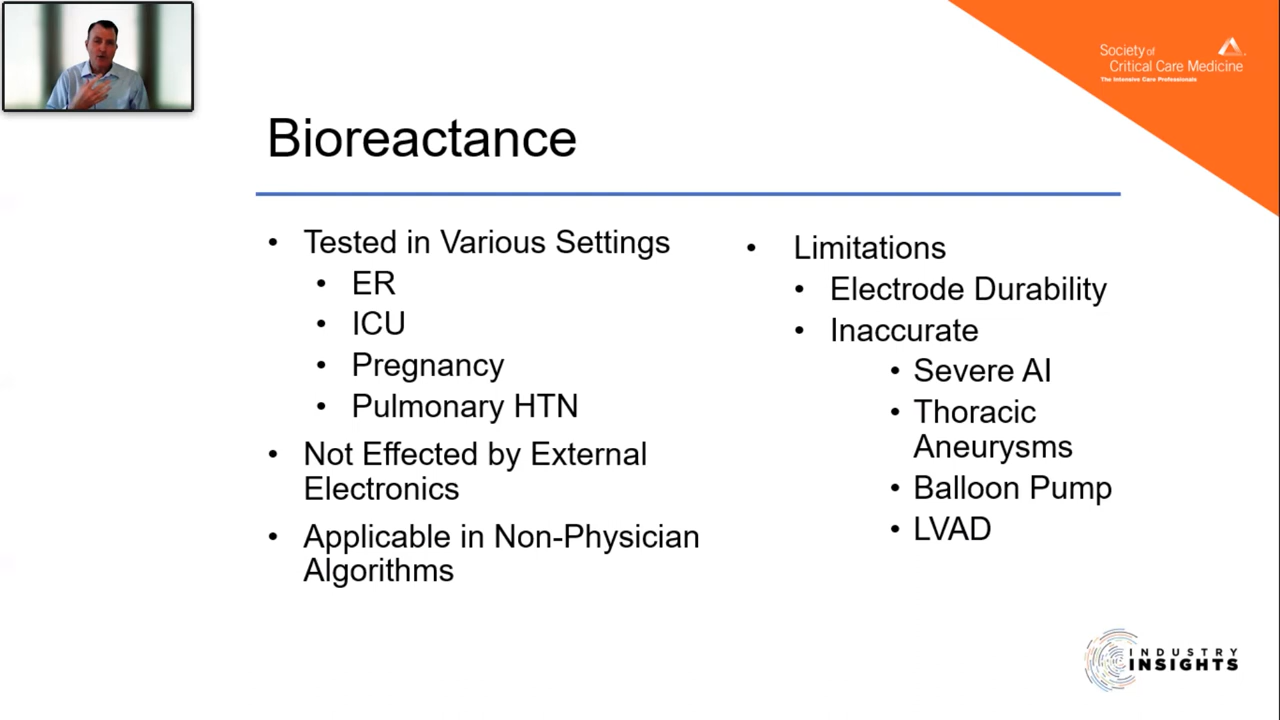 Society of
Critical Care Medicine
The Intensive Care Professionals
Bioreactance
• Tested in Various Settings
• ER
• ICU
• Pregnancy
• Pulmonary HTN
• Not Effected by External
Electronics
• Applicable in Non-Physician
Algorithms
• Limitations
• Electrode Durability
• Inaccurate
• Severe AI
• Thoracic
Aneurysms
• Balloon Pump
• LVAD
INDUSTRY
INSIGHTS